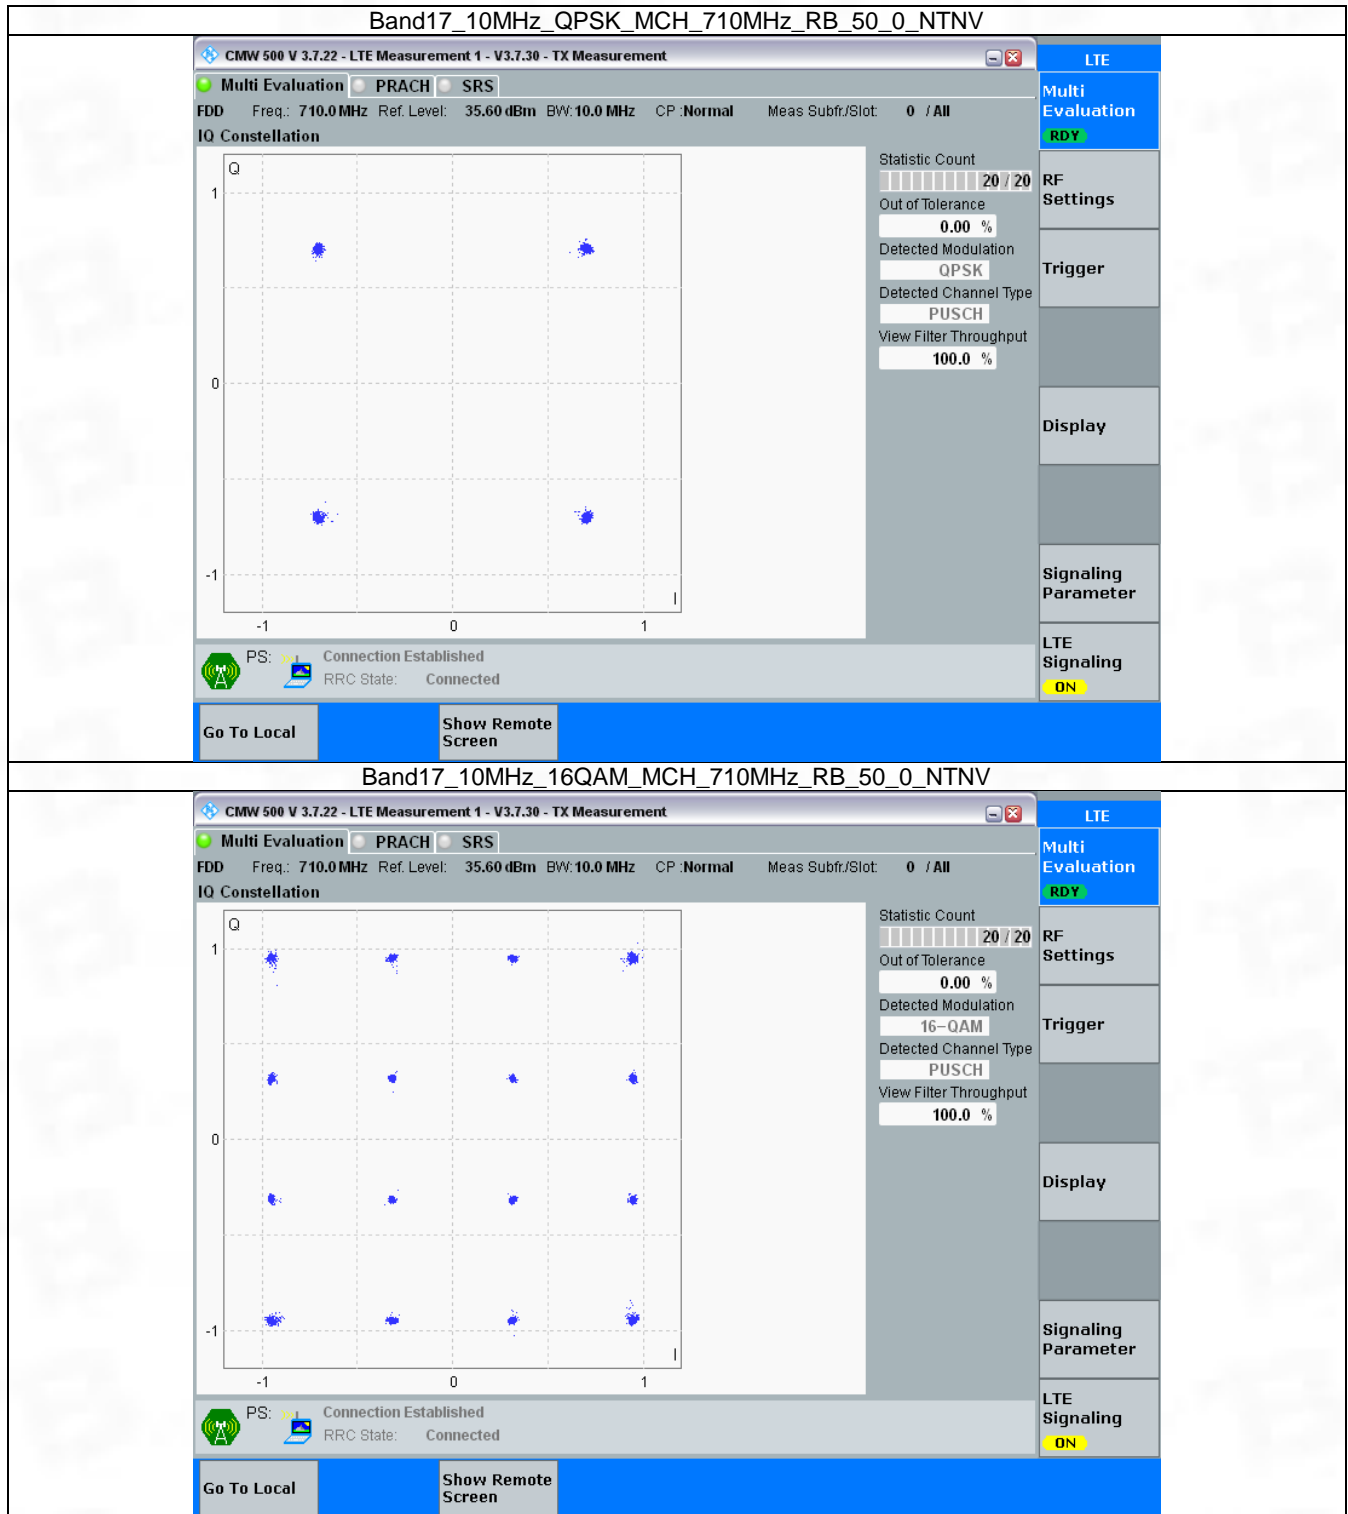 Band17_10MHz_QPSK_MCH_710MHz_RB_50_0_NTNV
CMW 500 V 3.7.22 - LTE Measurement 1 - V3.7.30 - TX Measurement
LTE
Multi Evaluation PRACH SRS
Multi Evaluation
RDY
FDD Freq.: 710.0 MHz Ref. Level: 35.60 dBm BW: 10.0 MHz CP :Normal Meas Subfr./Slot: 0 / All
IQ Constellation
Q
1
0
-1
I
-1 0 1
Statistic Count
20 / 20
Out of Tolerance
0.00 %
Detected Modulation
QPSK
Detected Channel Type
PUSCH
View Filter Throughput
100.0 %
RF
Settings
Trigger
Display
Signaling
Parameter
LTE
Signaling
ON
PS: Connection Established
RRC State: Connected
Go To Local
Show Remote
Screen
Band17_10MHz_16QAM_MCH_710MHz_RB_50_0_NTNV
CMW 500 V 3.7.22 - LTE Measurement 1 - V3.7.30 - TX Measurement
LTE
Multi Evaluation PRACH SRS
Multi Evaluation
RDY
FDD Freq.: 710.0 MHz Ref. Level: 35.60 dBm BW: 10.0 MHz CP :Normal Meas Subfr./Slot: 0 / All
IQ Constellation
Q
1
0
-1
I
-1 0 1
Statistic Count
20 / 20
Out of Tolerance
0.00 %
Detected Modulation
16-QAM
Detected Channel Type
PUSCH
View Filter Throughput
100.0 %
RF
Settings
Trigger
Display
Signaling
Parameter
LTE
Signaling
ON
PS: Connection Established
RRC State: Connected
Go To Local
Show Remote
Screen